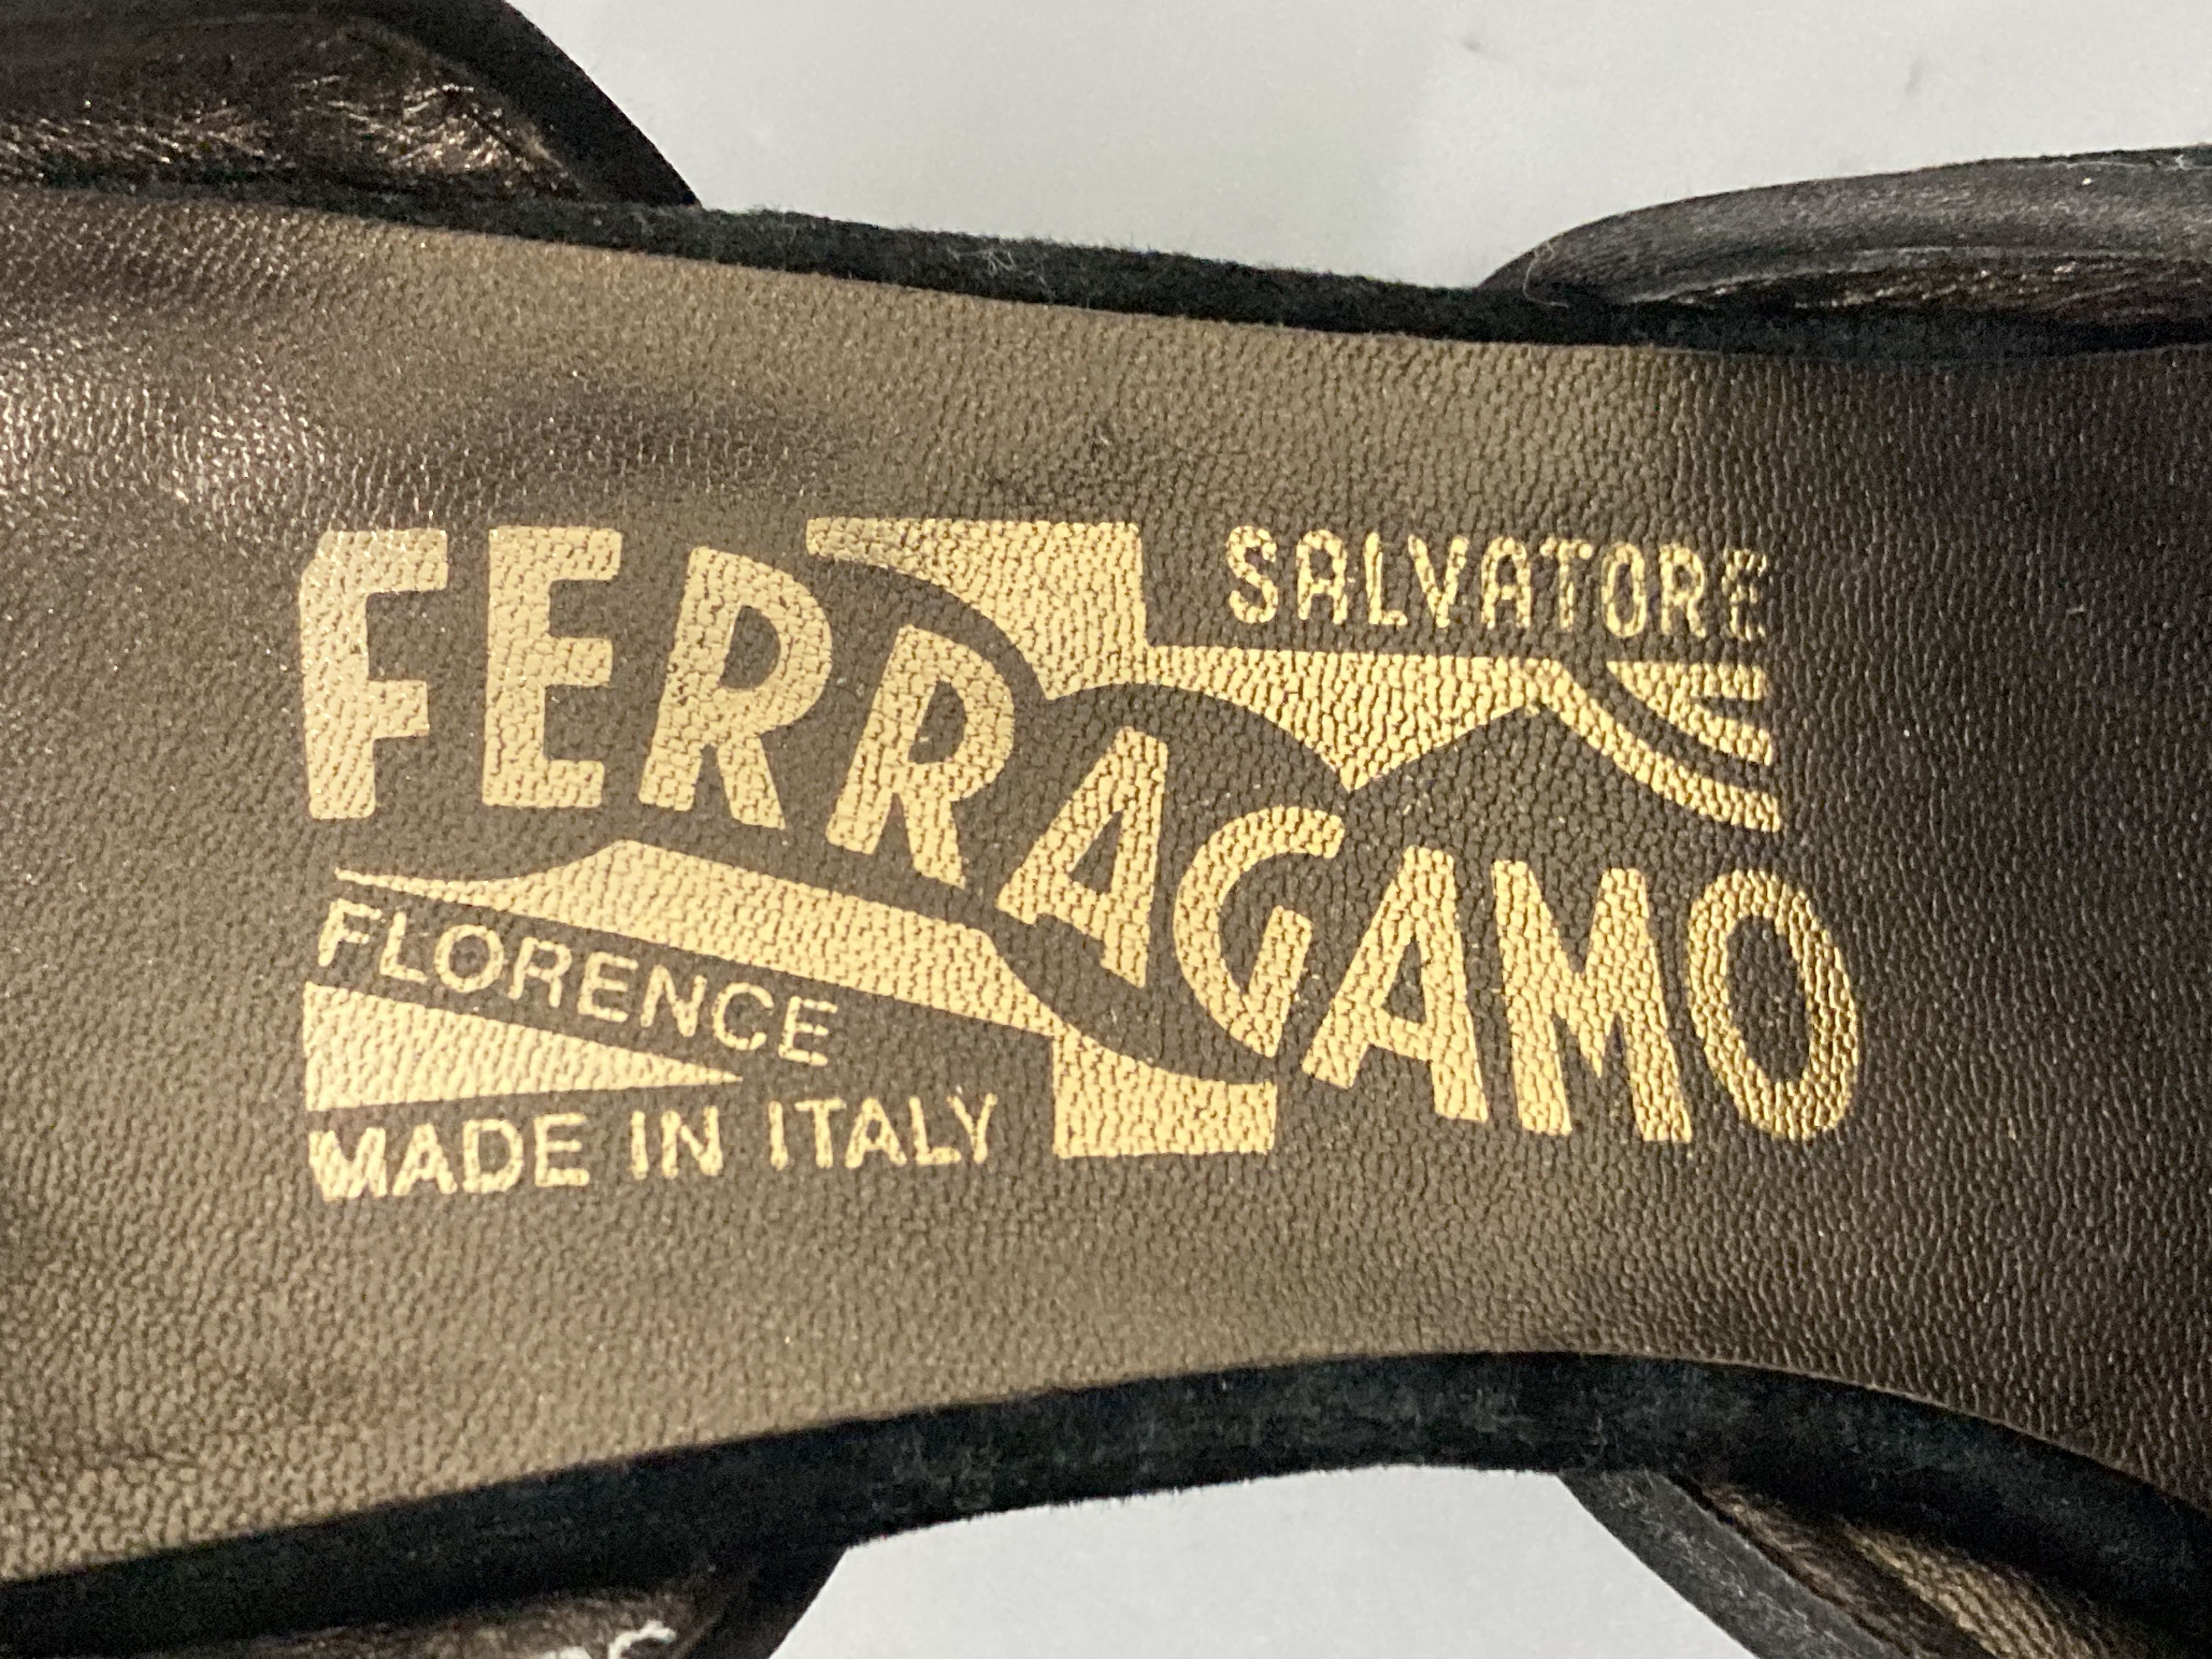 SALVATORE
FERRAGAMO
FLORENCE
MADE IN ITALY